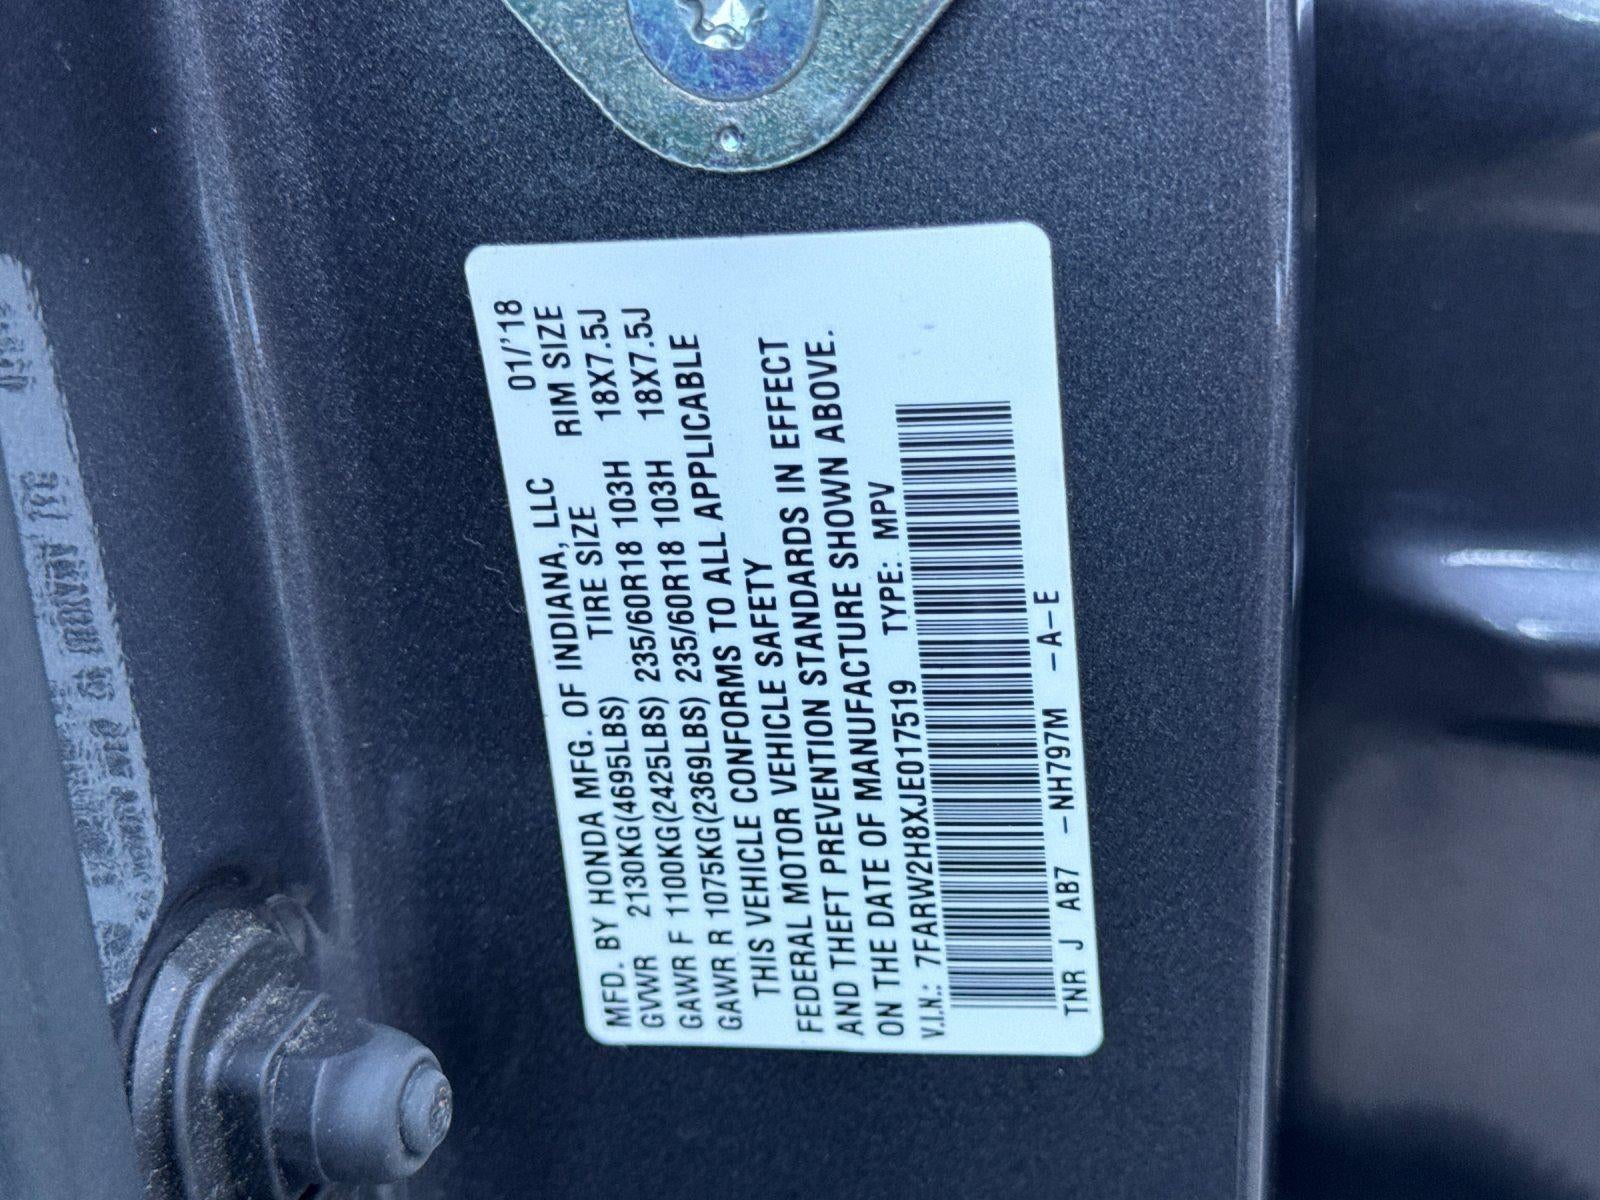 MFD. BY HONDA MFG. OF INDIANA, LLC 01/'18
GVWR 2130KG(4695LBS) TIRE SIZE RIM SIZE
GAWR F 1100KG(2425LBS) 235/60R18 103H 18X7.5J
GAWR R 1075KG(2369LBS) 235/60R18 103H 18X7.5J
THIS VEHICLE CONFORMS TO ALL APPLICABLE
FEDERAL MOTOR VEHICLE SAFETY
AND THEFT PREVENTION STANDARDS IN EFFECT
ON THE DATE OF MANUFACTURE SHOWN ABOVE.
V.I.N.: 7FARW2H8XJE017519 TYPE: MPV
TNR J AB7 -NH797M -A-E